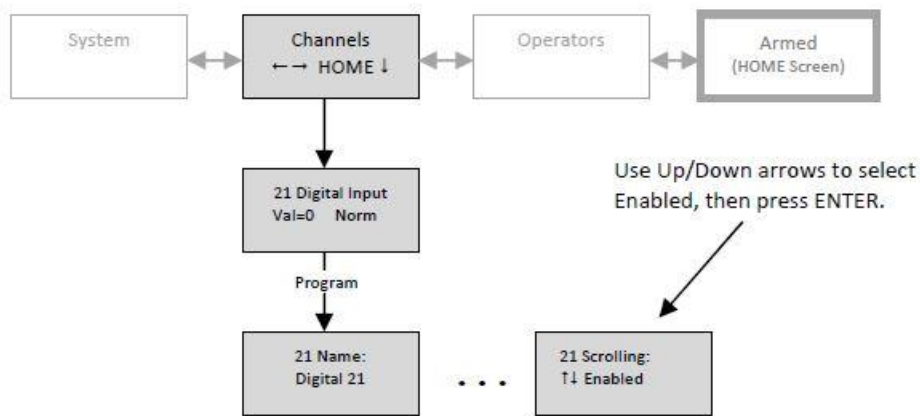 System
Channels
←→ HOME ↓
Operators
Armed
(HOME Screen)
21 Digital Input
Val=0 Norm
Use Up/Down arrows to select
Enabled, then press ENTER.
Program
21 Name:
Digital 21
...
21 Scrolling:
↑↓ Enabled